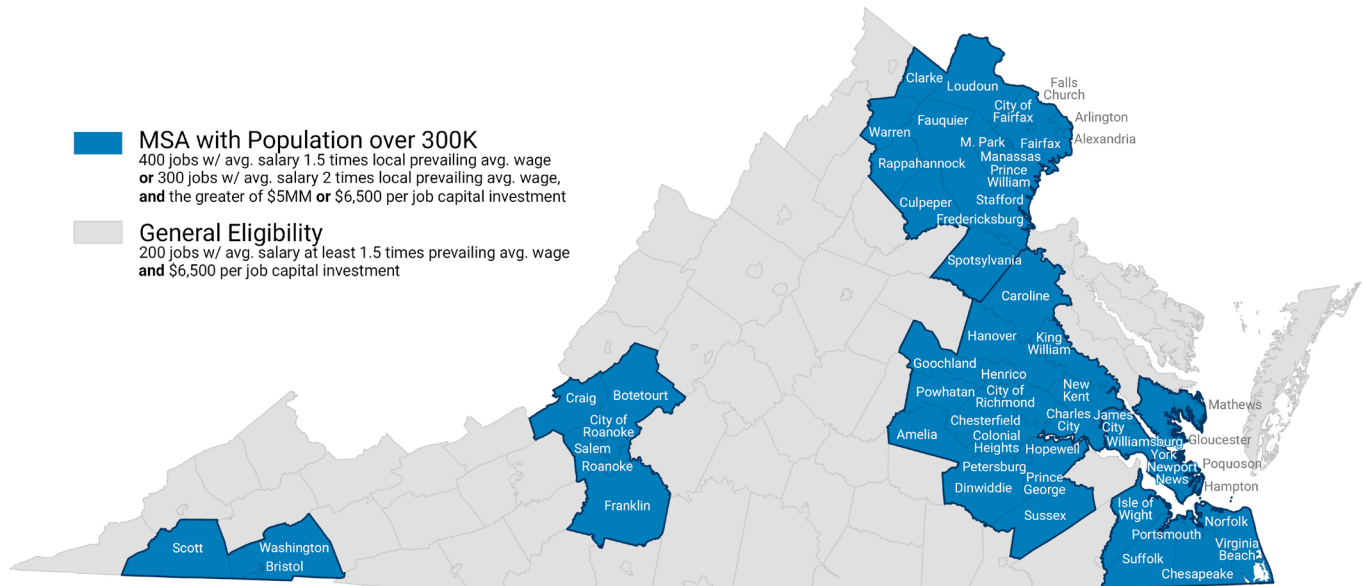 MSA with Population over 300K
400 jobs w/ avg. salary 1.5 times local prevailing avg. wage
or 300 jobs w/ avg. salary 2 times local prevailing avg. wage,
and the greater of $5MM or $6,500 per job capital investment
General Eligibility
200 jobs w/ avg. salary at least 1.5 times prevailing avg. wage
and $6,500 per job capital investment
Clarke
Loudoun
Falls
Church
City of
Fairfax
Arlington
Fauquier
Warren
Alexandria
M. Park
Fairfax
Manassas
Rappahannock
Prince
William
Culpeper
Stafford
Fredericksburg
Spotsylvania
Caroline
Hanover
King
William
Goochland
Henrico
Powhatan
City of
Richmond
New
Kent
Craig
Botetourt
Mathews
Charles
City
James
City
Chesterfield
City of
Roanoke
Amelia
Colonial
Heights
Hopewell
Williamsburg
Gloucester
Salem
York
Roanoke
Petersburg
Newport
News
Poquoson
Prince
George
Dinwiddie
Hampton
Franklin
Isle of
Wight
Sussex
Norfolk
Portsmouth
Scott
Washington
Virginia
Beach
Suffolk
Bristol
Chesapeake